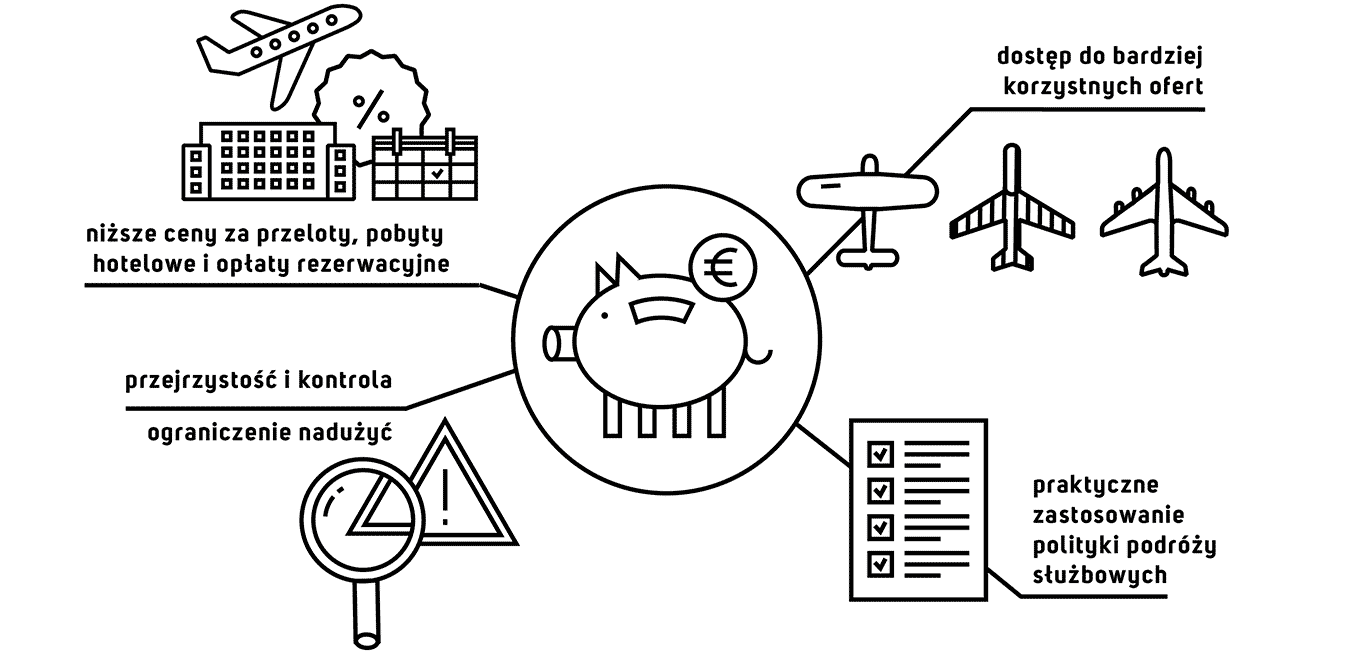 niższe ceny za przeloty, pobyty
hotelowe i opłaty rezerwacyjne
przejrzystość i kontrola
ograniczenie nadużyć
dostęp do bardziej
korzystnych ofert
praktyczne
zastosowanie
polityki podróży
służbowych